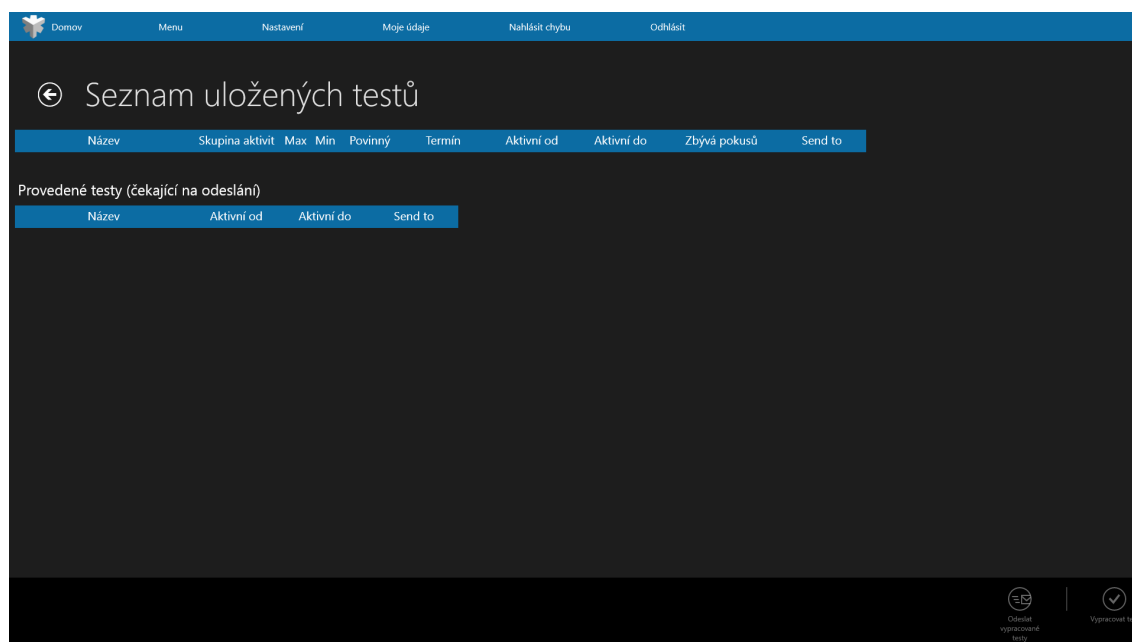 Domov Menu Nastavení Moje údaje Nahlásit chybu Odhlásit
Seznam uložených testů
Název Skupina aktivit Max Min Povinný Termín Aktivní od Aktivní do Zbývá pokusů Send to
Provedené testy (čekající na odeslání)
Název Aktivní od Aktivní do Send to
Odeslat
vypracované
testy
Vypracovat